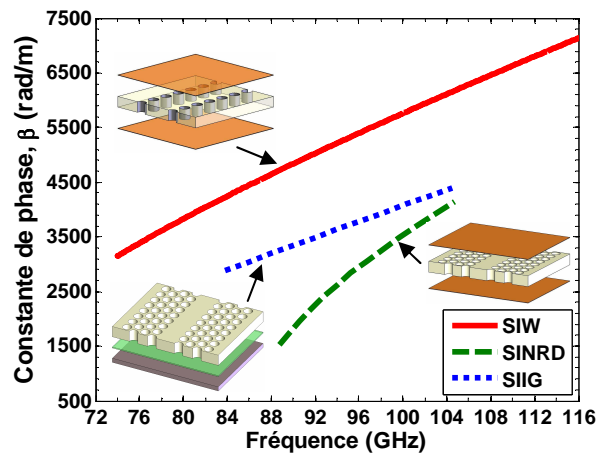 Constante de phase, β (rad/m)
7500
6500
5500
4500
3500
2500
1500
500
72 76 80 84 88 92 96 100 104 108 112 116
Fréquence (GHz)
SIW
SINRD
SIIG